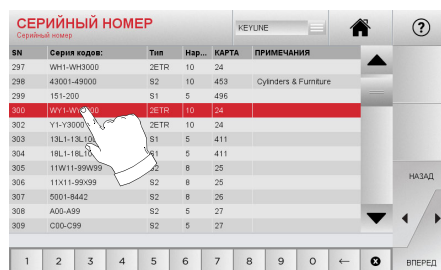 СЕРИЙНЫЙ НОМЕР
Серийный номер
KEYLINE
?
SN Серия кодов: Тип Нар... КАРТА ПРИМЕЧАНИЯ
297 WH1-WH3000 2ETR 10 24
298 43001-49000 S2 10 453 Cylinders & Furniture
299 151-200 S1 5 496
300 2ETR 10 24
302 Y1-Y3000 2ETR 10 24
303 S1 5 411
304 5 411
305 11W11-99W99 S2 8 25
306 11X11-99X99 S2 8 25
307 5001-8442 S2 8 26
308 A00-A99 S2 5 27
309 C00-C99 S2 5 27
НАЗАД
/
1 2 3 4 5 6 7 8 9 0 ←
ВПЕРЕД